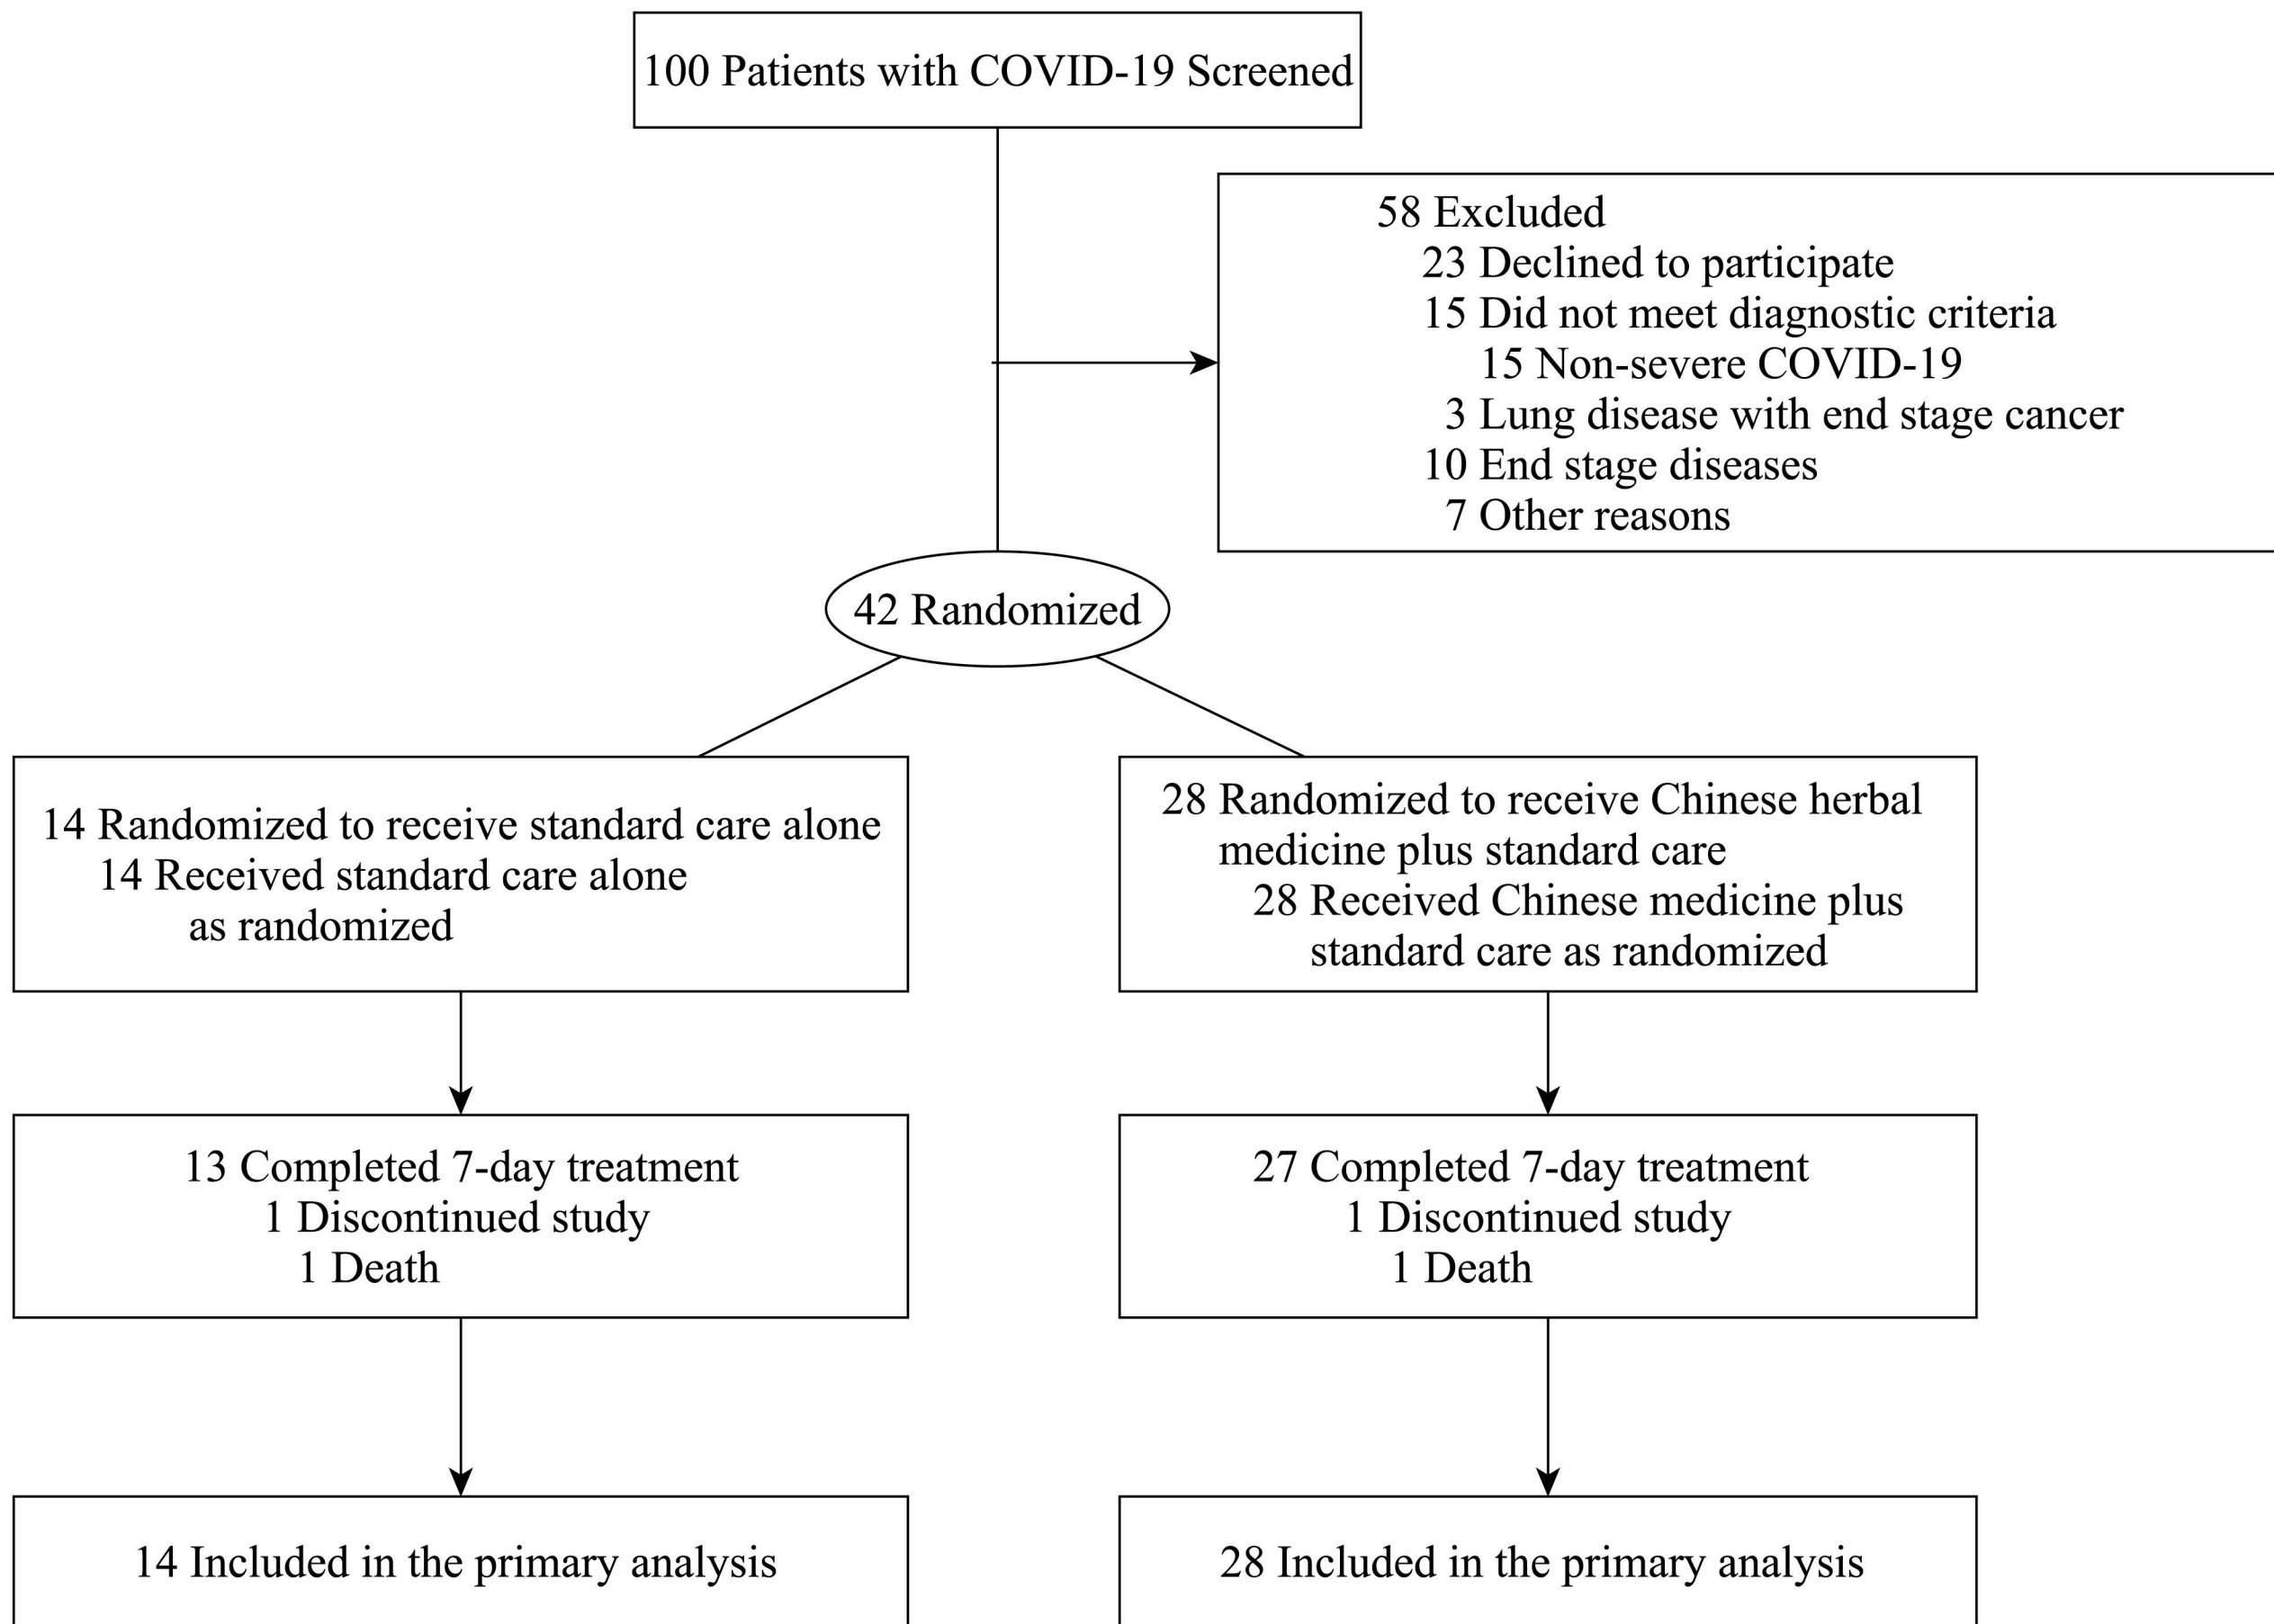 100 Patients with COVID-19 Screened
58 Excluded
23 Declined to participate
15 Did not meet diagnostic criteria
15 Non-severe COVID-19
3 Lung disease with end stage cancer
10 End stage diseases
7 Other reasons
42 Randomized
14 Randomized to receive standard care alone
14 Received standard care alone
as randomized
28 Randomized to receive Chinese herbal
medicine plus standard care
28 Received Chinese medicine plus
standard care as randomized
13 Completed 7-day treatment
1 Discontinued study
1 Death
27 Completed 7-day treatment
1 Discontinued study
1 Death
14 Included in the primary analysis
28 Included in the primary analysis